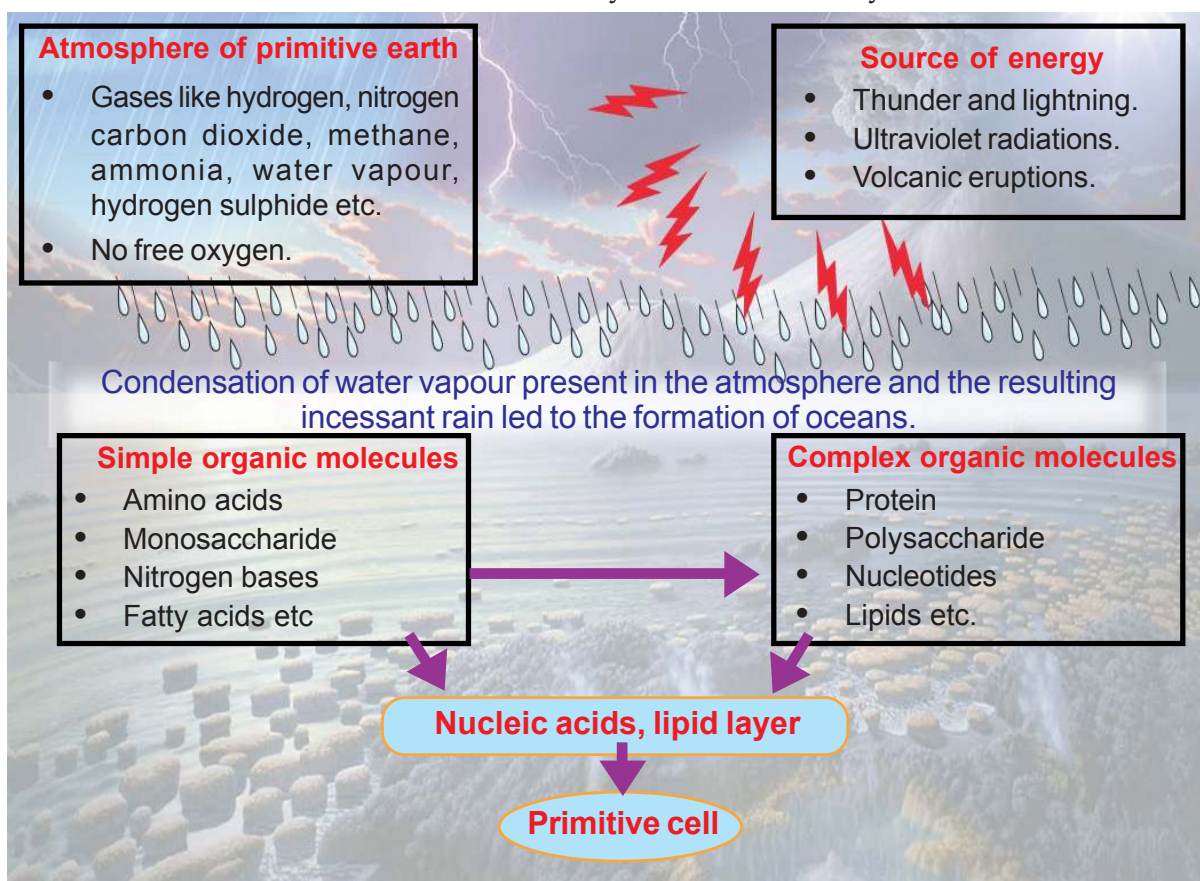 Atmosphere of primitive earth
• Gases like hydrogen, nitrogen
carbon dioxide, methane,
ammonia, water vapour,
hydrogen sulphide etc.
• No free oxygen.
Source of energy
• Thunder and lightning.
• Ultraviolet radiations.
• Volcanic eruptions.
Condensation of water vapour present in the atmosphere and the resulting
incessant rain led to the formation of oceans.
Simple organic molecules
• Amino acids
• Monosaccharide
• Nitrogen bases
• Fatty acids etc
Complex organic molecules
• Protein
• Polysaccharide
• Nucleotides
• Lipids etc.
Nucleic acids, lipid layer
Primitive cell